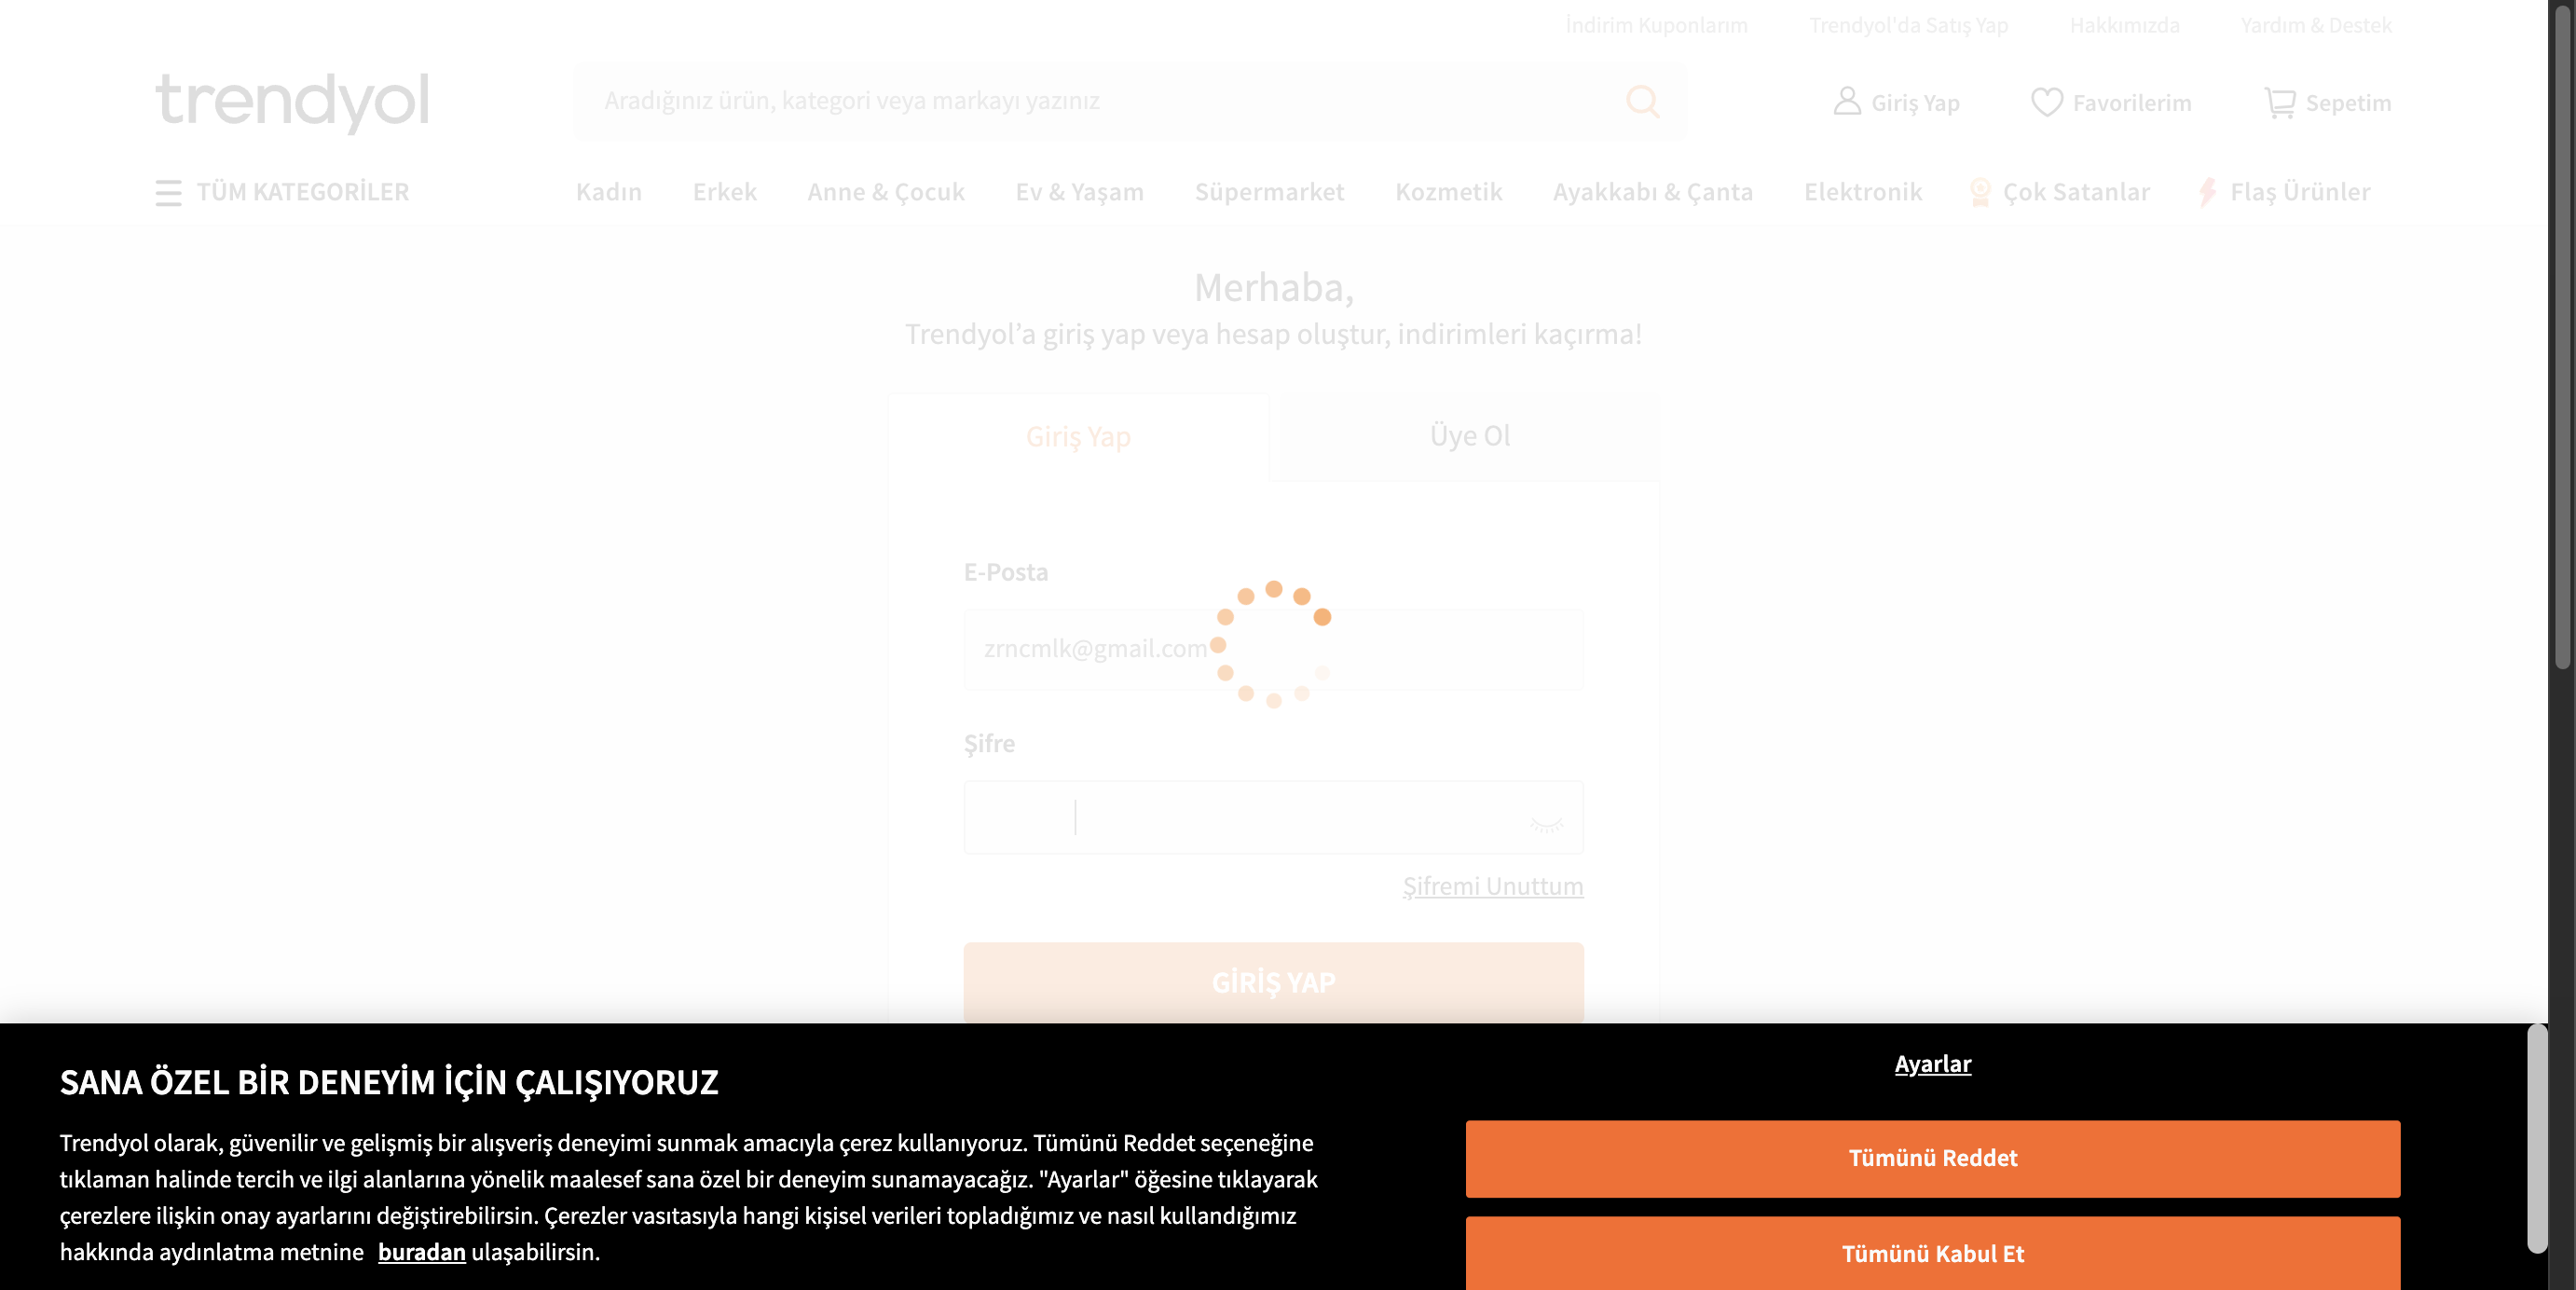 İndirim Kuponlarım Trendyol'da Satış Yap Hakkımızda Yardım & Destek
trendyol
Aradığınız ürün, kategori veya markayı yazınız
Giriş Yap Favorilerim Sepetim
TÜM KATEGORİLER Kadın Erkek Anne & Çocuk Ev & Yaşam Süpermarket Kozmetik Ayakkabı & Çanta Elektronik Çok Satanlar Flaş Ürünler
Merhaba,
Trendyol’a giriş yap veya hesap oluştur, indirimleri kaçırma!
Giriş Yap Üye Ol
E-Posta
zrncmlk@gmail.com
Şifre
Şifremi Unuttum
GİRİŞ YAP
SANA ÖZEL BİR DENEYİM İÇİN ÇALIŞIYORUZ
Trendyol olarak, güvenilir ve gelişmiş bir alışveriş deneyimi sunmak amacıyla çerez kullanıyoruz. Tümünü Reddet seçeneğine
tıklaman halinde tercih ve ilgi alanlarına yönelik maalesef sana özel bir deneyim sunamayacağız. "Ayarlar" öğesine tıklayarak
çerezlere ilişkin onay ayarlarını değiştirebilirsin. Çerezler vasıtasıyla hangi kişisel verileri topladığımız ve nasıl kullandığımız
hakkında aydınlatma metnine buradan ulaşabilirsin.
Ayarlar
Tümünü Reddet
Tümünü Kabul Et